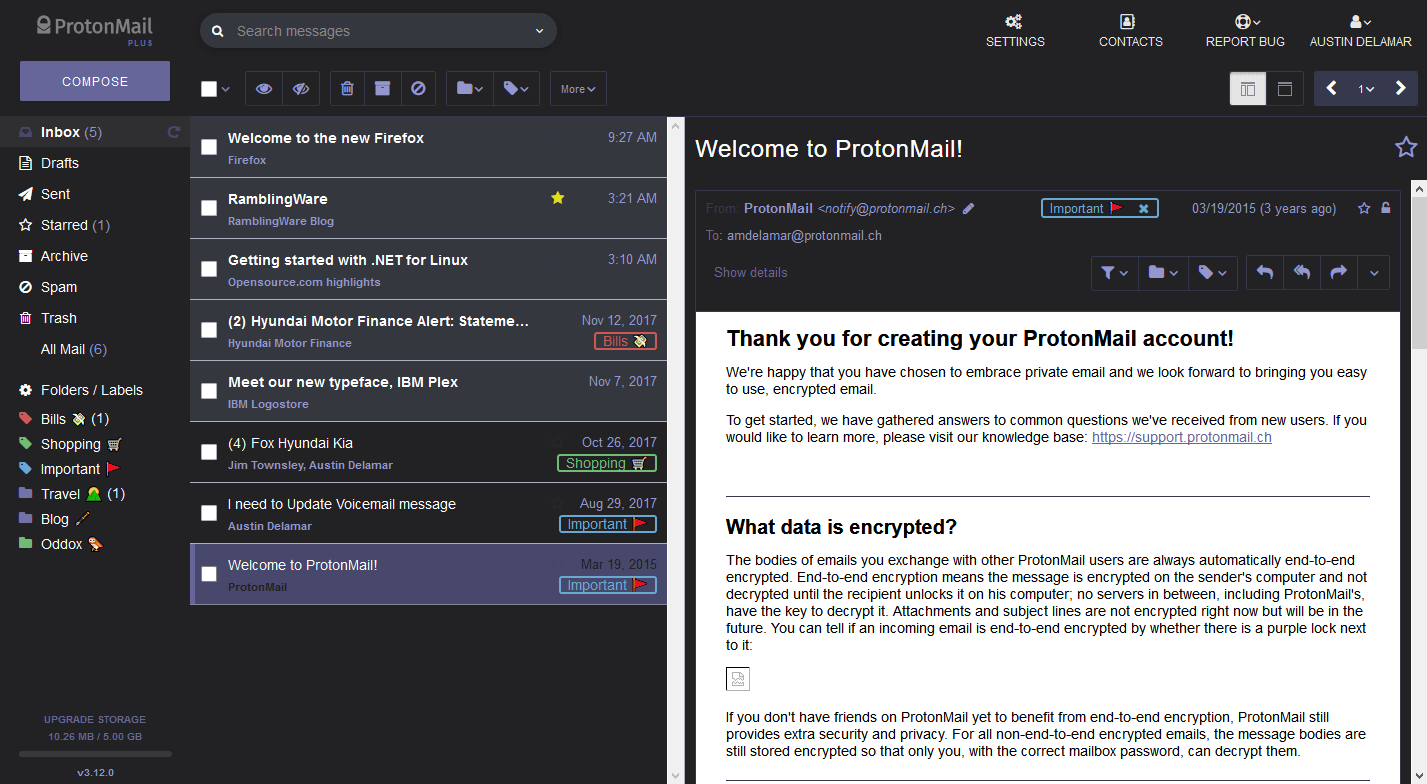 ProtonMail
PLUS
Search messages
SETTINGS
CONTACTS
REPORT BUG
AUSTIN DELAMAR
COMPOSE
More
1
Inbox (5)
Drafts
Sent
Starred (1)
Archive
Spam
Trash
All Mail (6)
Folders / Labels
Bills 💸 (1)
Shopping 🛒
Important 🚩
Travel (1)
Blog
Oddox
UPGRADE STORAGE
10.26 MB / 5.00 GB
v3.12.0
Welcome to the new Firefox 9:27 AM
Firefox
RamblingWare 3:21 AM
RamblingWare Blog
Getting started with .NET for Linux 3:10 AM
Opensource.com highlights
(2) Hyundai Motor Finance Alert: Stateme... Nov 12, 2017
Hyundai Motor Finance Bills 💸
Meet our new typeface, IBM Plex Nov 7, 2017
IBM Logostore
(4) Fox Hyundai Kia Oct 26, 2017
Jim Townsley, Austin Delamar Shopping 🛒
I need to Update Voicemail message Aug 29, 2017
Austin Delamar Important 🚩
Welcome to ProtonMail! Mar 19, 2015
ProtonMail Important 🚩
Welcome to ProtonMail!
From: ProtonMail <notify@protonmail.ch> Important 🚩 03/19/2015 (3 years ago)
To: amdelamar@protonmail.ch
Show details
Thank you for creating your ProtonMail account!
We're happy that you have chosen to embrace private email and we look forward to bringing you easy
to use, encrypted email.
To get started, we have gathered answers to common questions we've received from new users. If you
would like to learn more, please visit our knowledge base: https://support.protonmail.ch
What data is encrypted?
The bodies of emails you exchange with other ProtonMail users are always automatically end-to-end
encrypted. End-to-end encryption means the message is encrypted on the sender's computer and not
decrypted until the recipient unlocks it on his computer; no servers in between, including ProtonMail's,
have the key to decrypt it. Attachments and subject lines are not encrypted right now but will be in the
future. You can tell if an incoming email is end-to-end encrypted by whether there is a purple lock next
to it:
If you don't have friends on ProtonMail yet to benefit from end-to-end encryption, ProtonMail still
provides extra security and privacy. For all non-end-to-end encrypted emails, the message bodies are
still stored encrypted so that only you, with the correct mailbox password, can decrypt them.